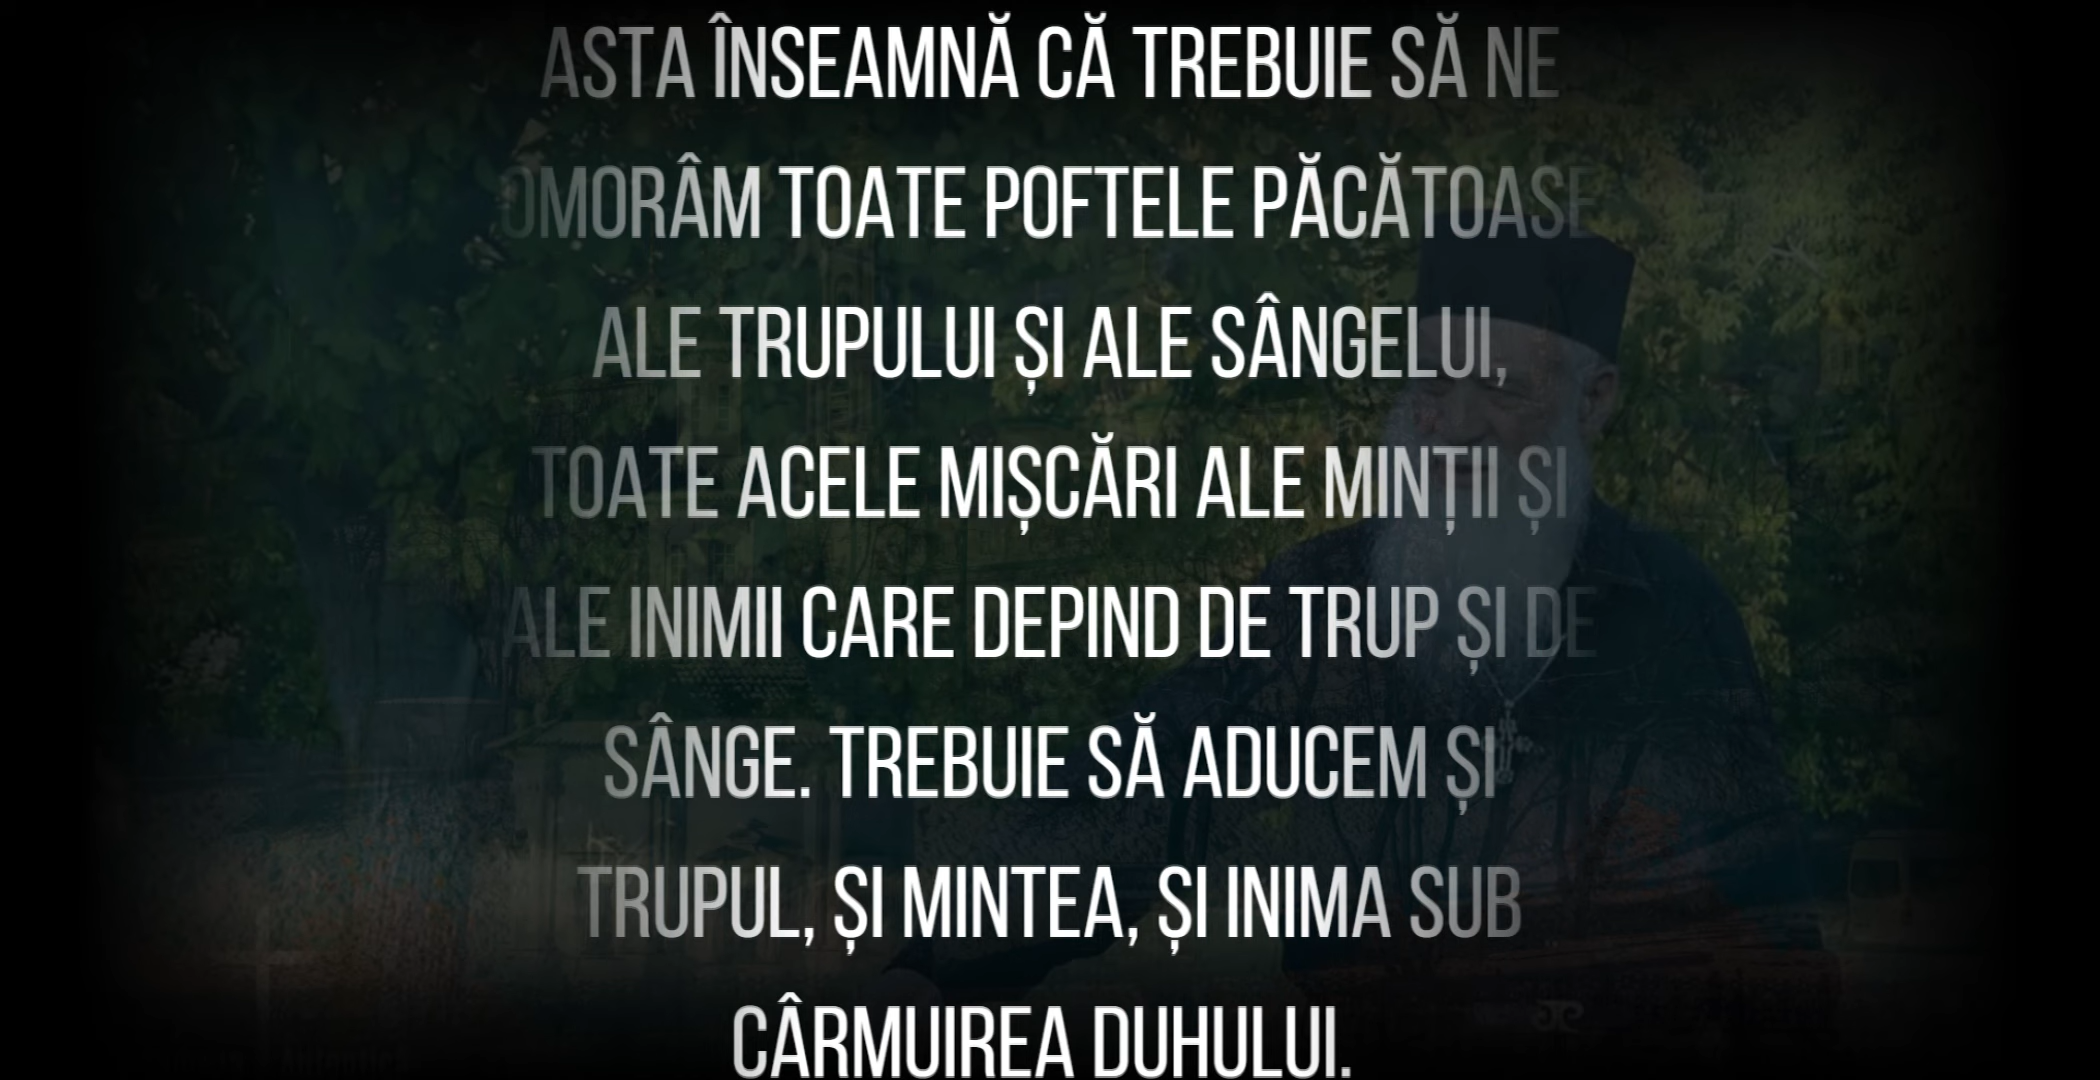 ASTA ÎNSEAMNĂ CĂ TREBUIE SĂ NE
OMORÂM TOATE POFTELE PĂCĂTOASE
ALE TRUPULUI ȘI ALE SÂNGELUI,
TOATE ACELE MIȘCĂRI ALE MINȚII ȘI
ALE INIMII CARE DEPIND DE TRUP ȘI DE
SÂNGE. TREBUIE SĂ ADUCEM ȘI
TRUPUL, ȘI MINTEA, ȘI INIMA SUB
CÂRMUIREA DUHULUI.